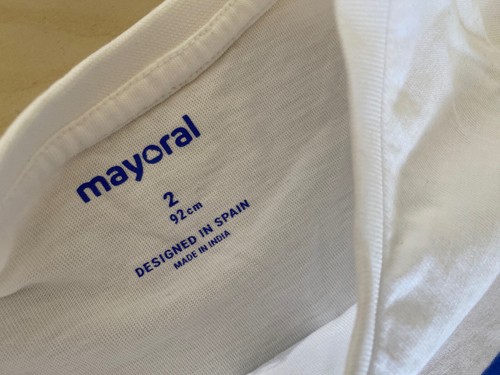 mayoral
2
92cm
DESIGNED IN SPAIN
MADE IN INDIA